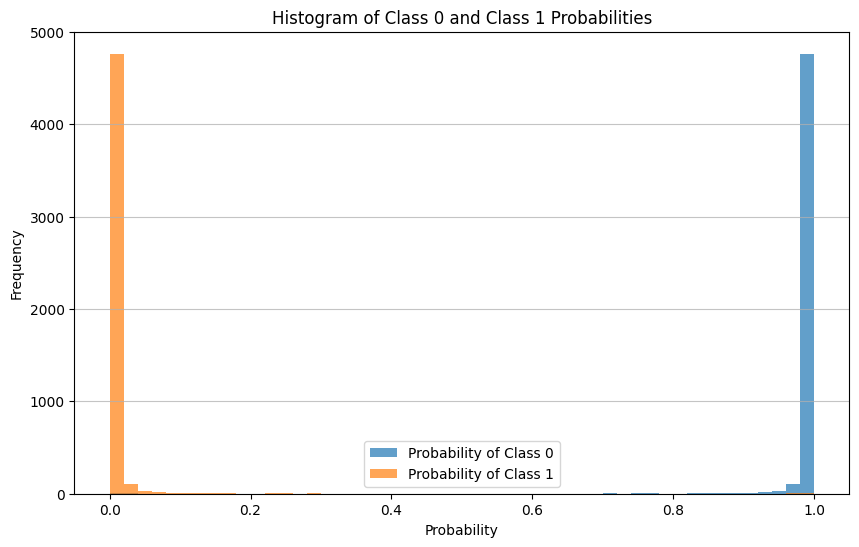 Histogram of Class 0 and Class 1 Probabilities
Frequency
5000
4000
3000
2000
1000
0
Probability of Class 0
Probability of Class 1
0.0 0.2 0.4 0.6 0.8 1.0
Probability